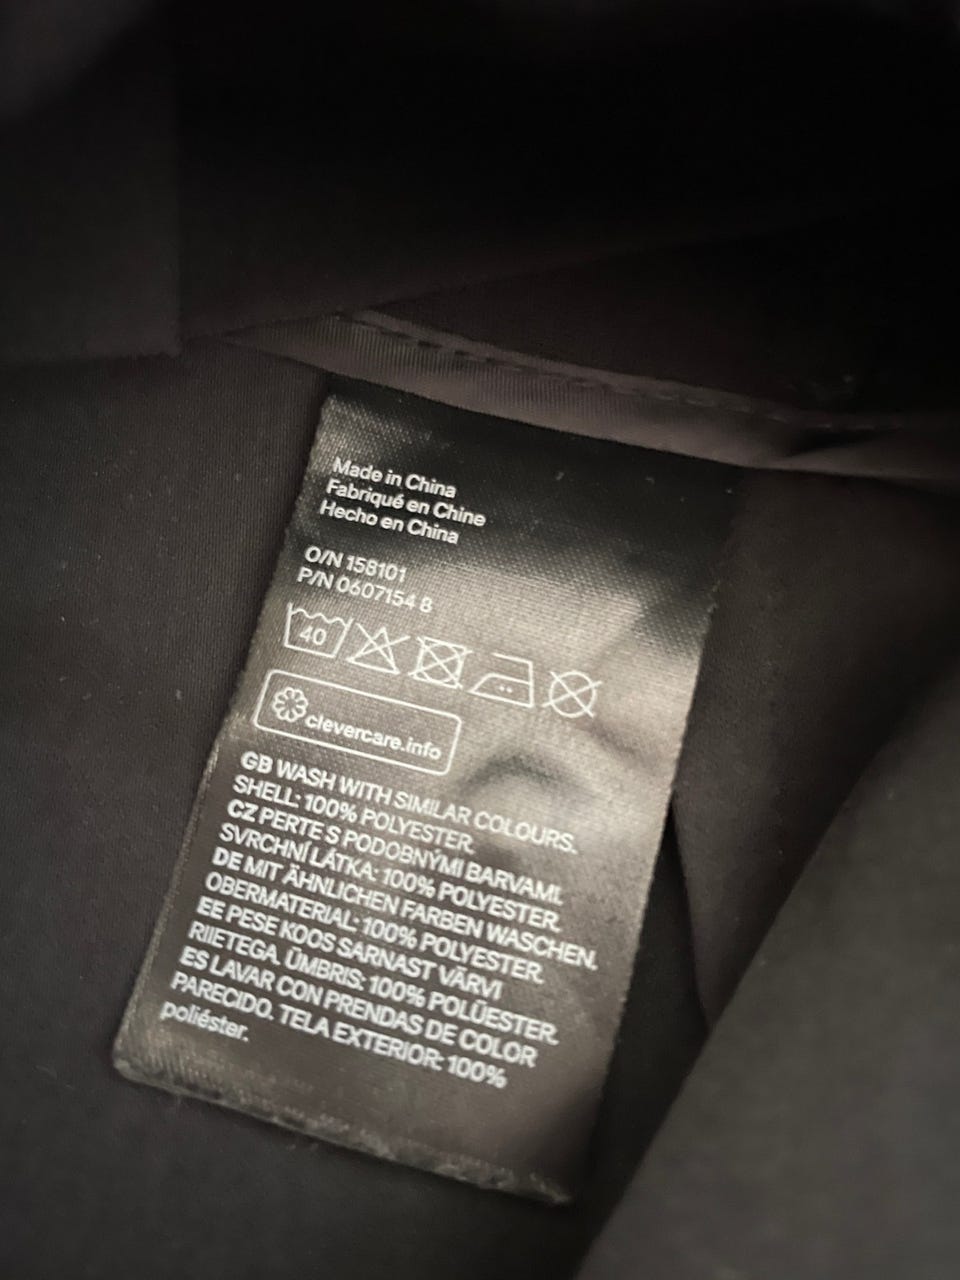 Made in China
Fabriqué en Chine
Hecho en China
O/N 158101
P/N 0607154 8
40
clevercare.info
GB WASH WITH SIMILAR COLOURS.
SHELL: 100% POLYESTER.
CZ PERTE S PODOBNÝMI BARVAMI.
SVRCHNÍ LÁTKA: 100% POLYESTER.
DE MIT ÄHNLICHEN FARBEN WASCHEN.
OBERMATERIAL: 100% POLYESTER.
EE PESE KOOS SARNAST VÄRVI
RIIETEGA. ÜMBRIS: 100% POLÜESTER.
ES LAVAR CON PRENDAS DE COLOR
PARECIDO. TELA EXTERIOR: 100%
poliéster.